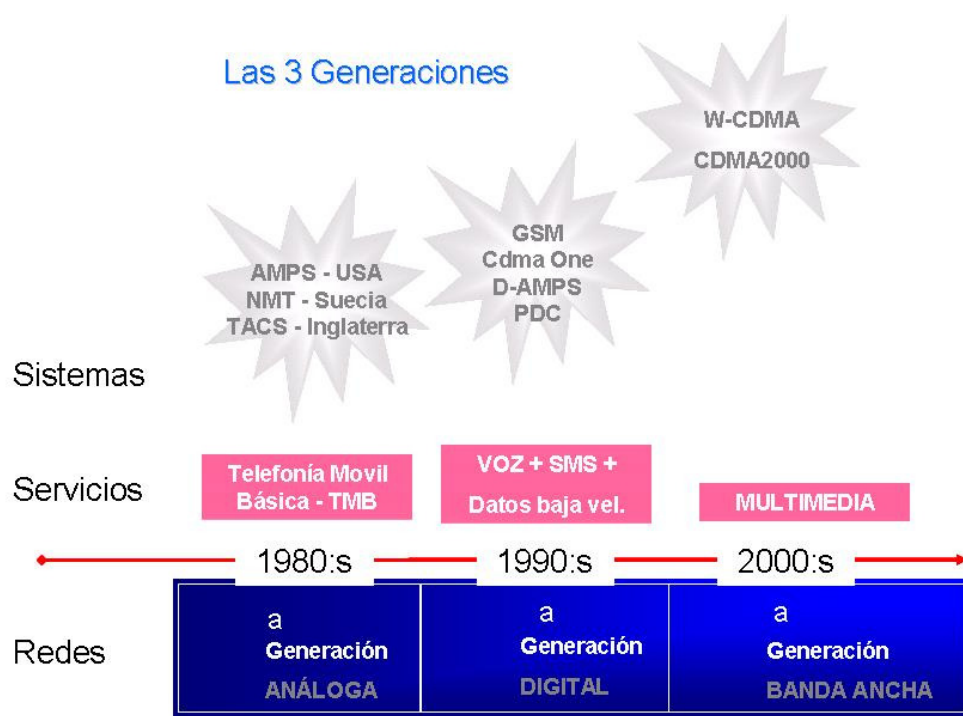 Las 3 Generaciones
W-CDMA
CDMA2000
GSM
Cdma One
D-AMPS
PDC
AMPS - USA
NMT - Suecia
TACS - Inglaterra
Sistemas
Servicios
Telefonía Movil
Básica - TMB
VOZ + SMS +
Datos baja vel.
MULTIMEDIA
1980:s
1990:s
2000:s
Redes
a
Generación
ANÁLOGA
a
Generación
DIGITAL
a
Generación
BANDA ANCHA